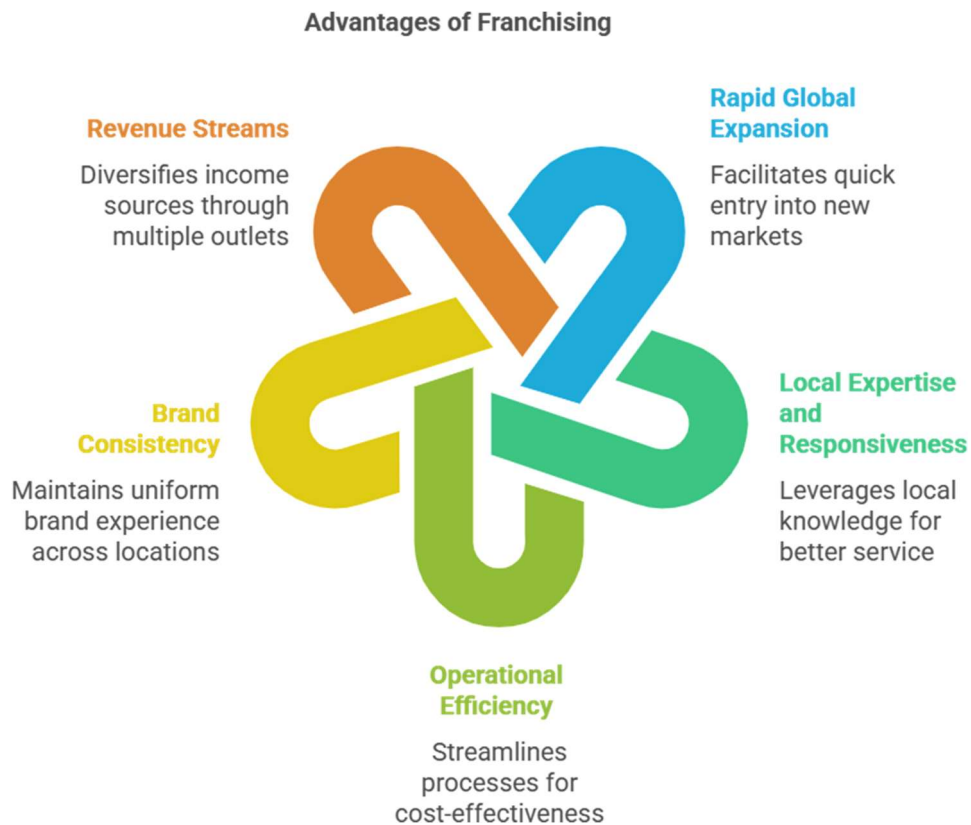 Advantages of Franchising
Revenue Streams
Diversifies income
sources through
multiple outlets
Rapid Global
Expansion
Facilitates quick
entry into new
markets
Brand
Consistency
Maintains uniform
brand experience
across locations
Local Expertise
and
Responsiveness
Leverages local
knowledge for
better service
Operational
Efficiency
Streamlines
processes for
cost-effectiveness